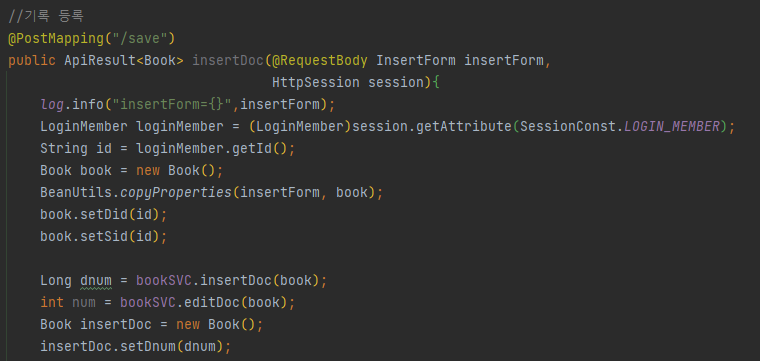 //기록 등록
@PostMapping("/save")
public ApiResult<Book> insertDoc(@RequestBody InsertForm insertForm,
HttpSession session){
log.info("insertForm={}",insertForm);
LoginMember loginMember = (LoginMember)session.getAttribute(SessionConst.LOGIN_MEMBER);
String id = loginMember.getId();
Book book = new Book();
BeanUtils.copyProperties(insertForm, book);
book.setDid(id);
book.setSid(id);
Long dnum = bookSVC.insertDoc(book);
int num = bookSVC.editDoc(book);
Book insertDoc = new Book();
insertDoc.setDnum(dnum);